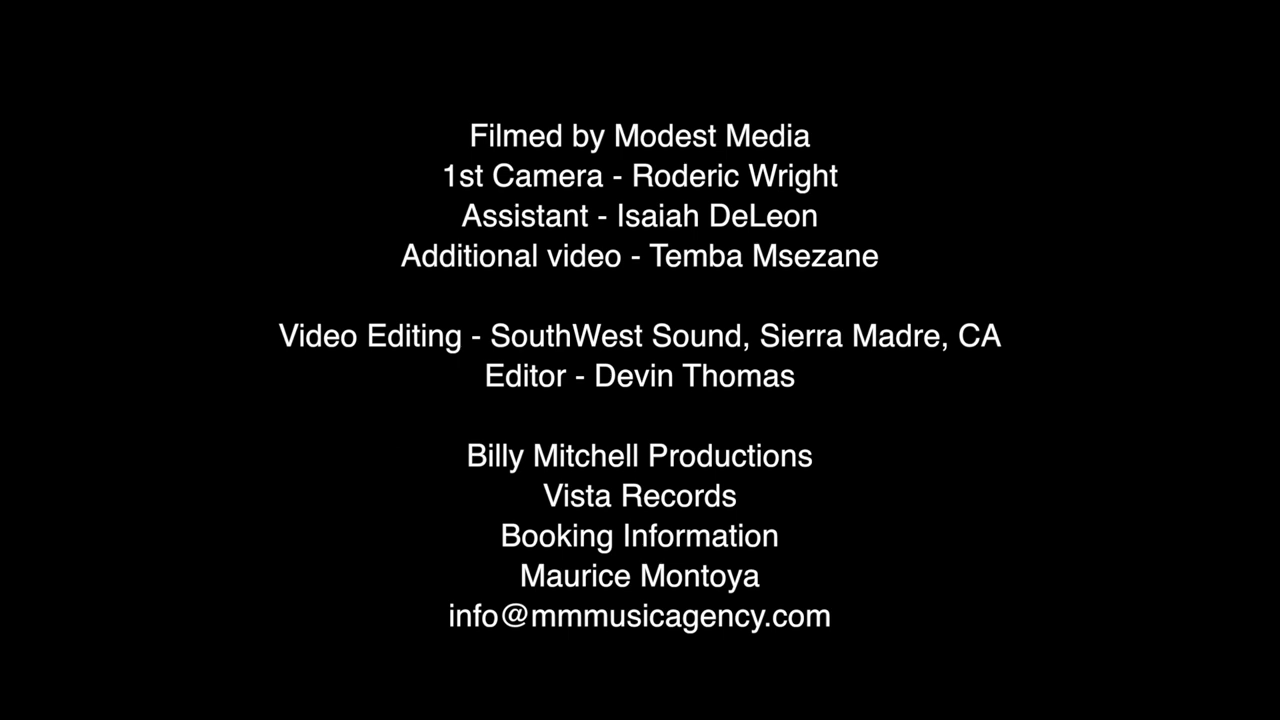 Filmed by Modest Media
1st Camera - Roderic Wright
Assistant - Isaiah DeLeon
Additional video - Temba Msezane
Video Editing - SouthWest Sound, Sierra Madre, CA
Editor - Devin Thomas
Billy Mitchell Productions
Vista Records
Booking Information
Maurice Montoya
info@mmmusicagency.com